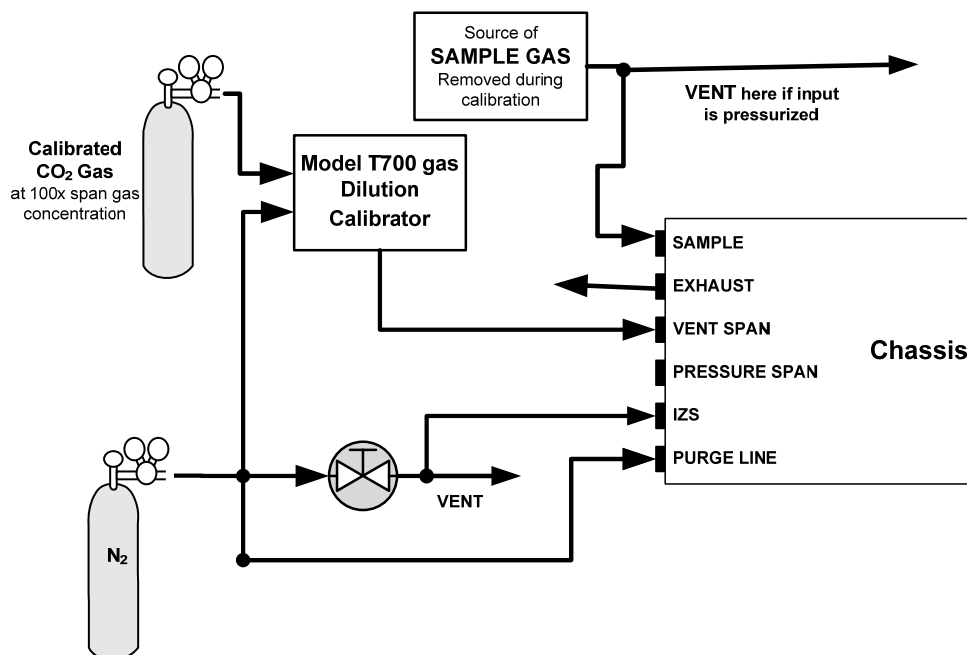 Source of
SAMPLE GAS
Removed during
calibration
VENT here if input
is pressurized
Calibrated
CO₂ Gas
at 100x span gas
concentration
Model T700 gas
Dilution
Calibrator
SAMPLE
EXHAUST
VENT SPAN
PRESSURE SPAN
IZS
PURGE LINE
Chassis
VENT
N₂